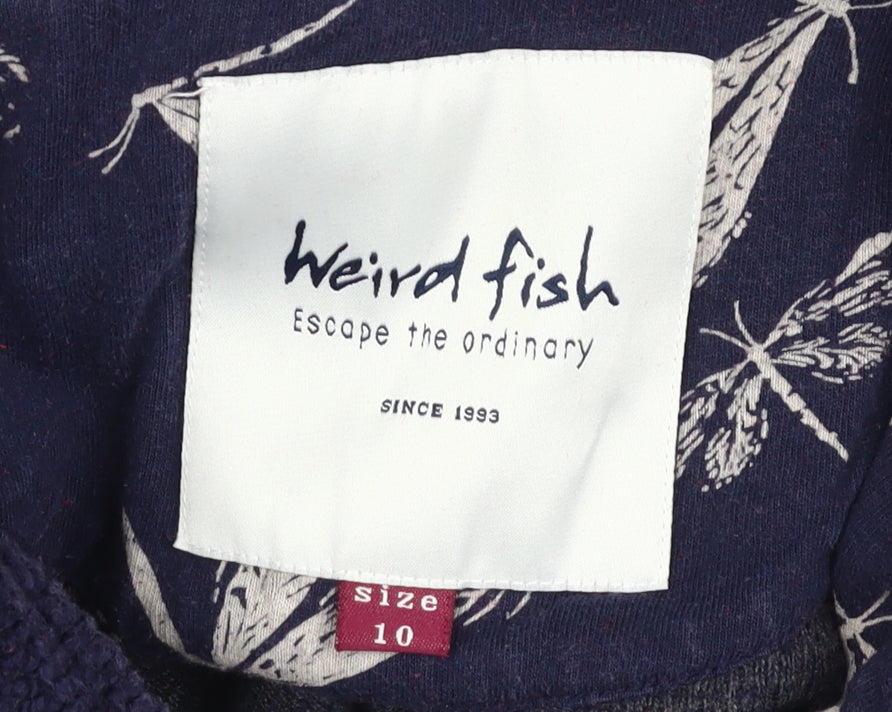 Weird fish
Escape the ordinary
SINCE 1993
size
10